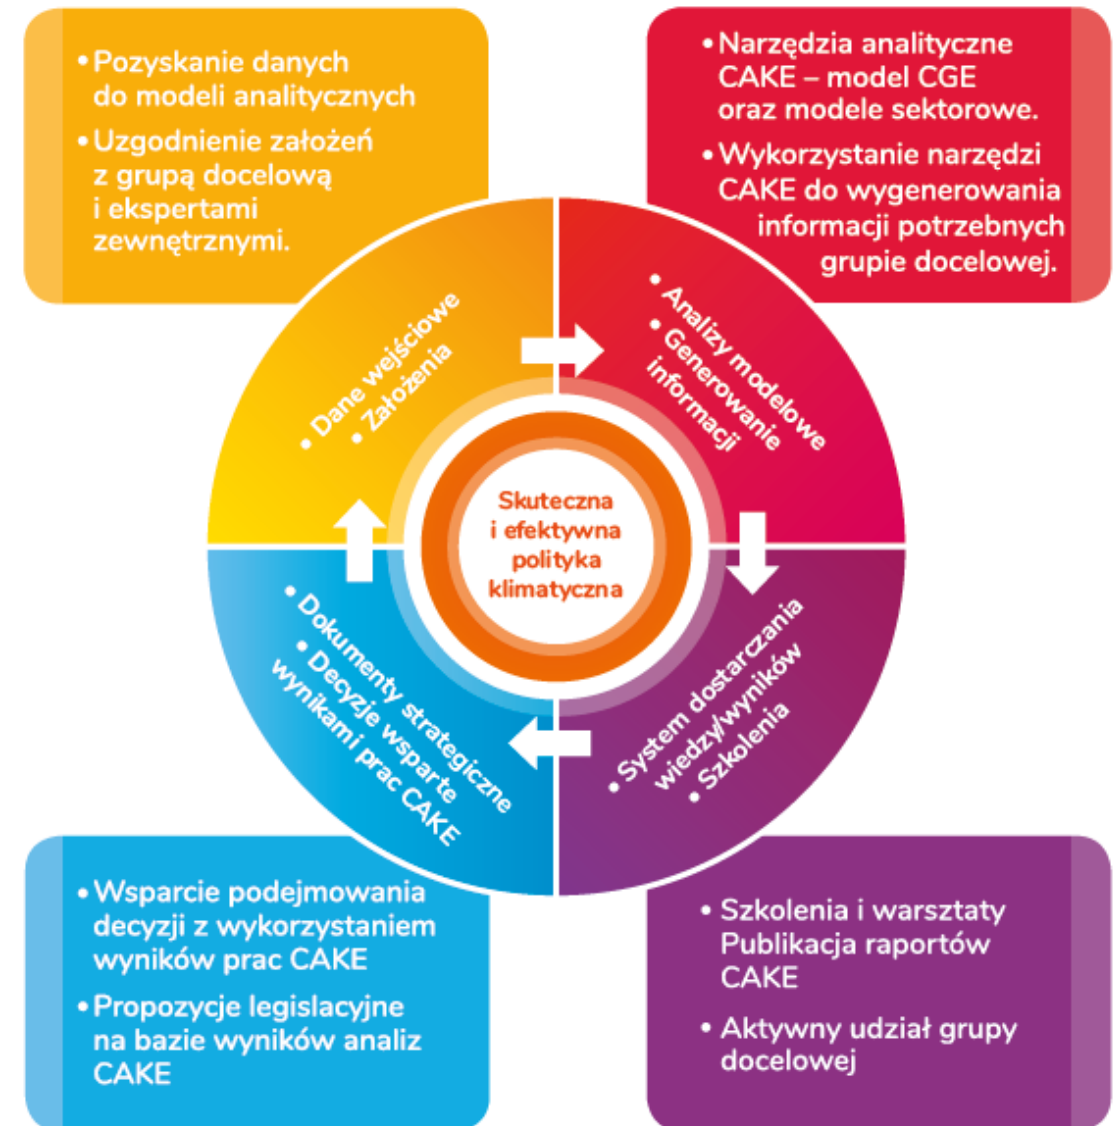 • Pozyskanie danych
do modeli analitycznych
• Uzgodnienie założeń
z grupą docelową
i ekspertami
zewnętrznymi.
• Narzędzia analityczne
CAKE – model CGE
oraz modele sektorowe.
• Wykorzystanie narzędzi
CAKE do wygenerowania
informacji potrzebnych
grupie docelowej.
• Dane wejściowe
• Założenia
• Analizy modelowe
• Generowanie
informacji
Skuteczna
i efektywna
polityka
klimatyczna
• Dokumenty strategiczne
• Decyzje wsparte
wynikami prac CAKE
• System dostarczania
wiedzy/wyników
• Szkolenia
• Wsparcie podejmowania
decyzji z wykorzystaniem
wyników prac CAKE
• Propozycje legislacyjne
na bazie wyników analiz
CAKE
• Szkolenia i warsztaty
Publikacja raportów
CAKE
• Aktywny udział grupy
docelowej